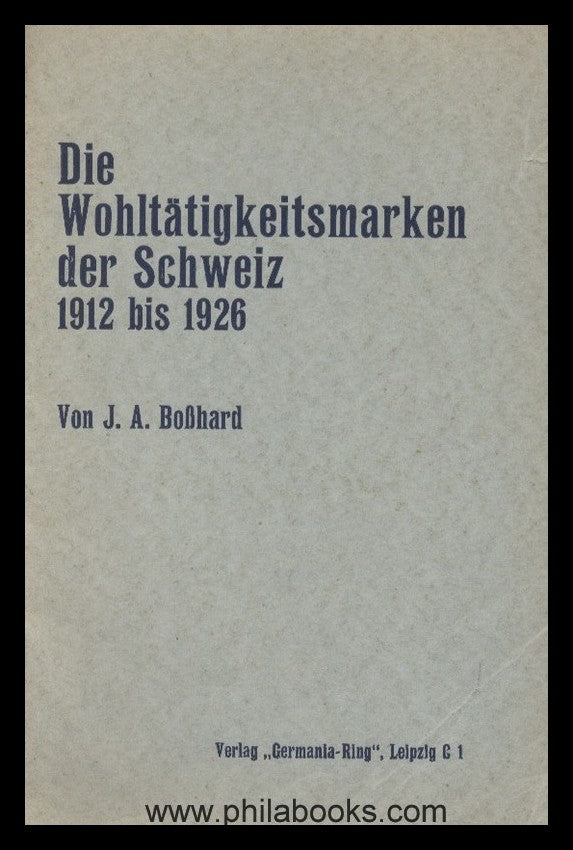 Die
Wohltätigkeitsmarken
der Schweiz
1912 bis 1926
Von J. A. Boßhard
Verlag „Germania-Ring“, Leipzig C 1
www.philabooks.com